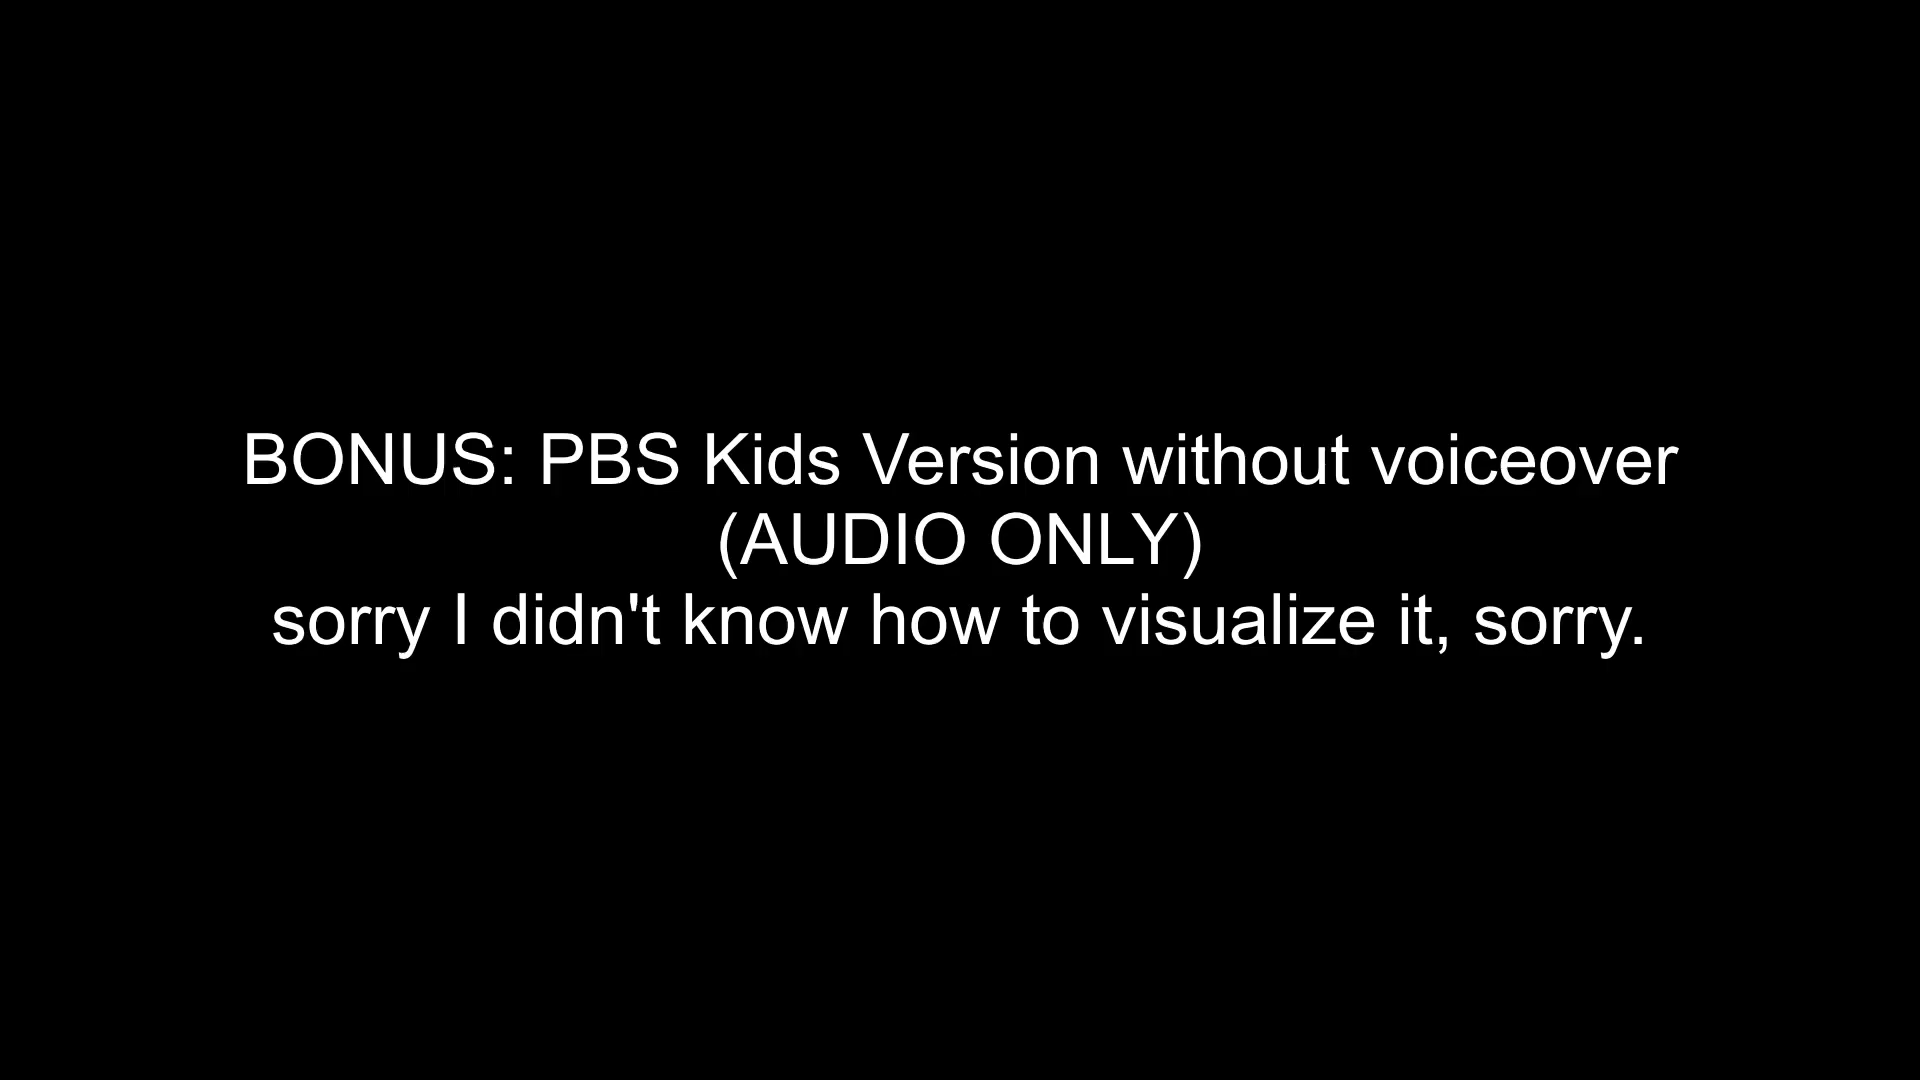 BONUS: PBS Kids Version without voiceover
(AUDIO ONLY)
sorry I didn't know how to visualize it, sorry.